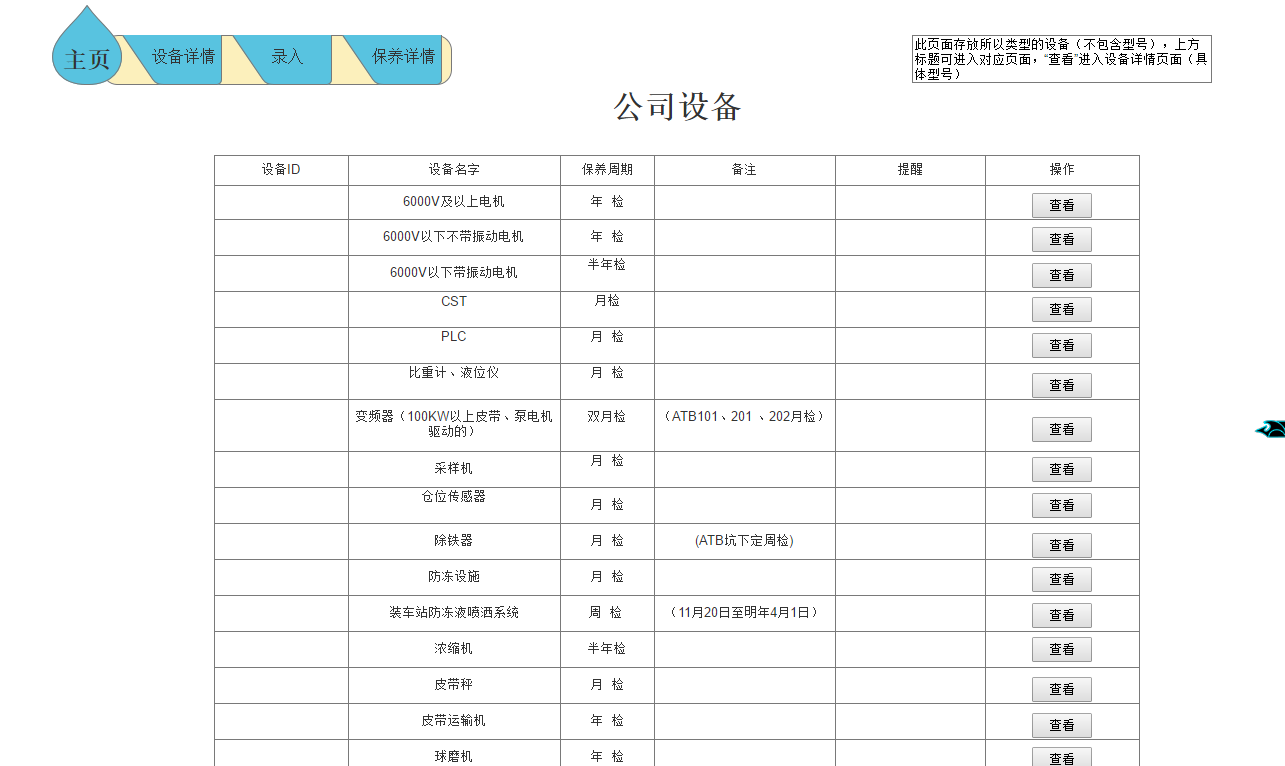 主页 设备详情 录入 保养详情
此页面存放所以类型的设备（不包含型号），上方
标题可进入对应页面，“查看”进入设备详情页面（具
体型号）
公司设备
设备ID 设备名字 保养周期 备注 提醒 操作
6000V及以上电机 年 检 查看
6000V以下不带振动电机 年 检 查看
6000V以下带振动电机 半年检 查看
CST 月检 查看
PLC 月 检 查看
比重计、液位仪 月 检 查看
变频器（100KW以上皮带、泵电机
驱动的） 双月检 （ATB101、201 、202月检） 查看
采样机 月 检 查看
仓位传感器 月 检 查看
除铁器 月 检 (ATB坑下定周检) 查看
防冻设施 月 检 查看
装车站防冻液喷洒系统 周 检 （11月20日至明年4月1日） 查看
浓缩机 半年检 查看
皮带秤 月 检 查看
皮带运输机 年 检 查看
球磨机 年 检 查看